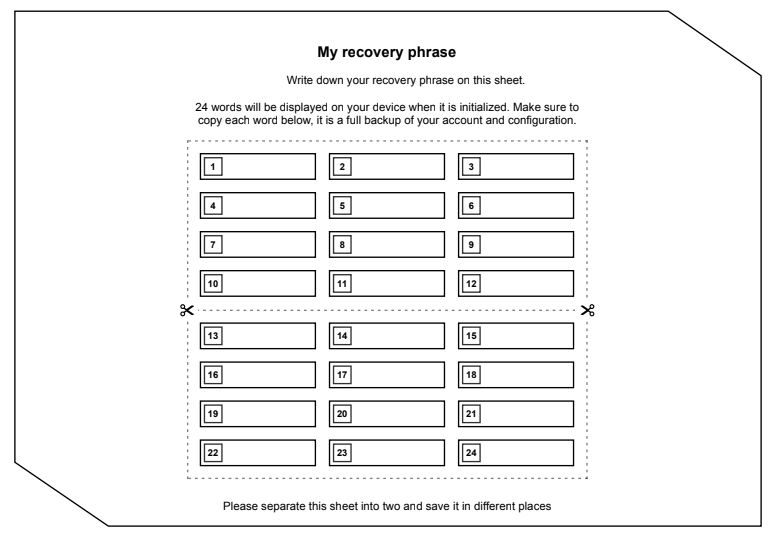 My recovery phrase
Write down your recovery phrase on this sheet.
24 words will be displayed on your device when it is initialized. Make sure to
copy each word below, it is a full backup of your account and configuration.
1 2 3
4 5 6
7 8 9
10 11 12
13 14 15
16 17 18
19 20 21
22 23 24
Please separate this sheet into two and save it in different places